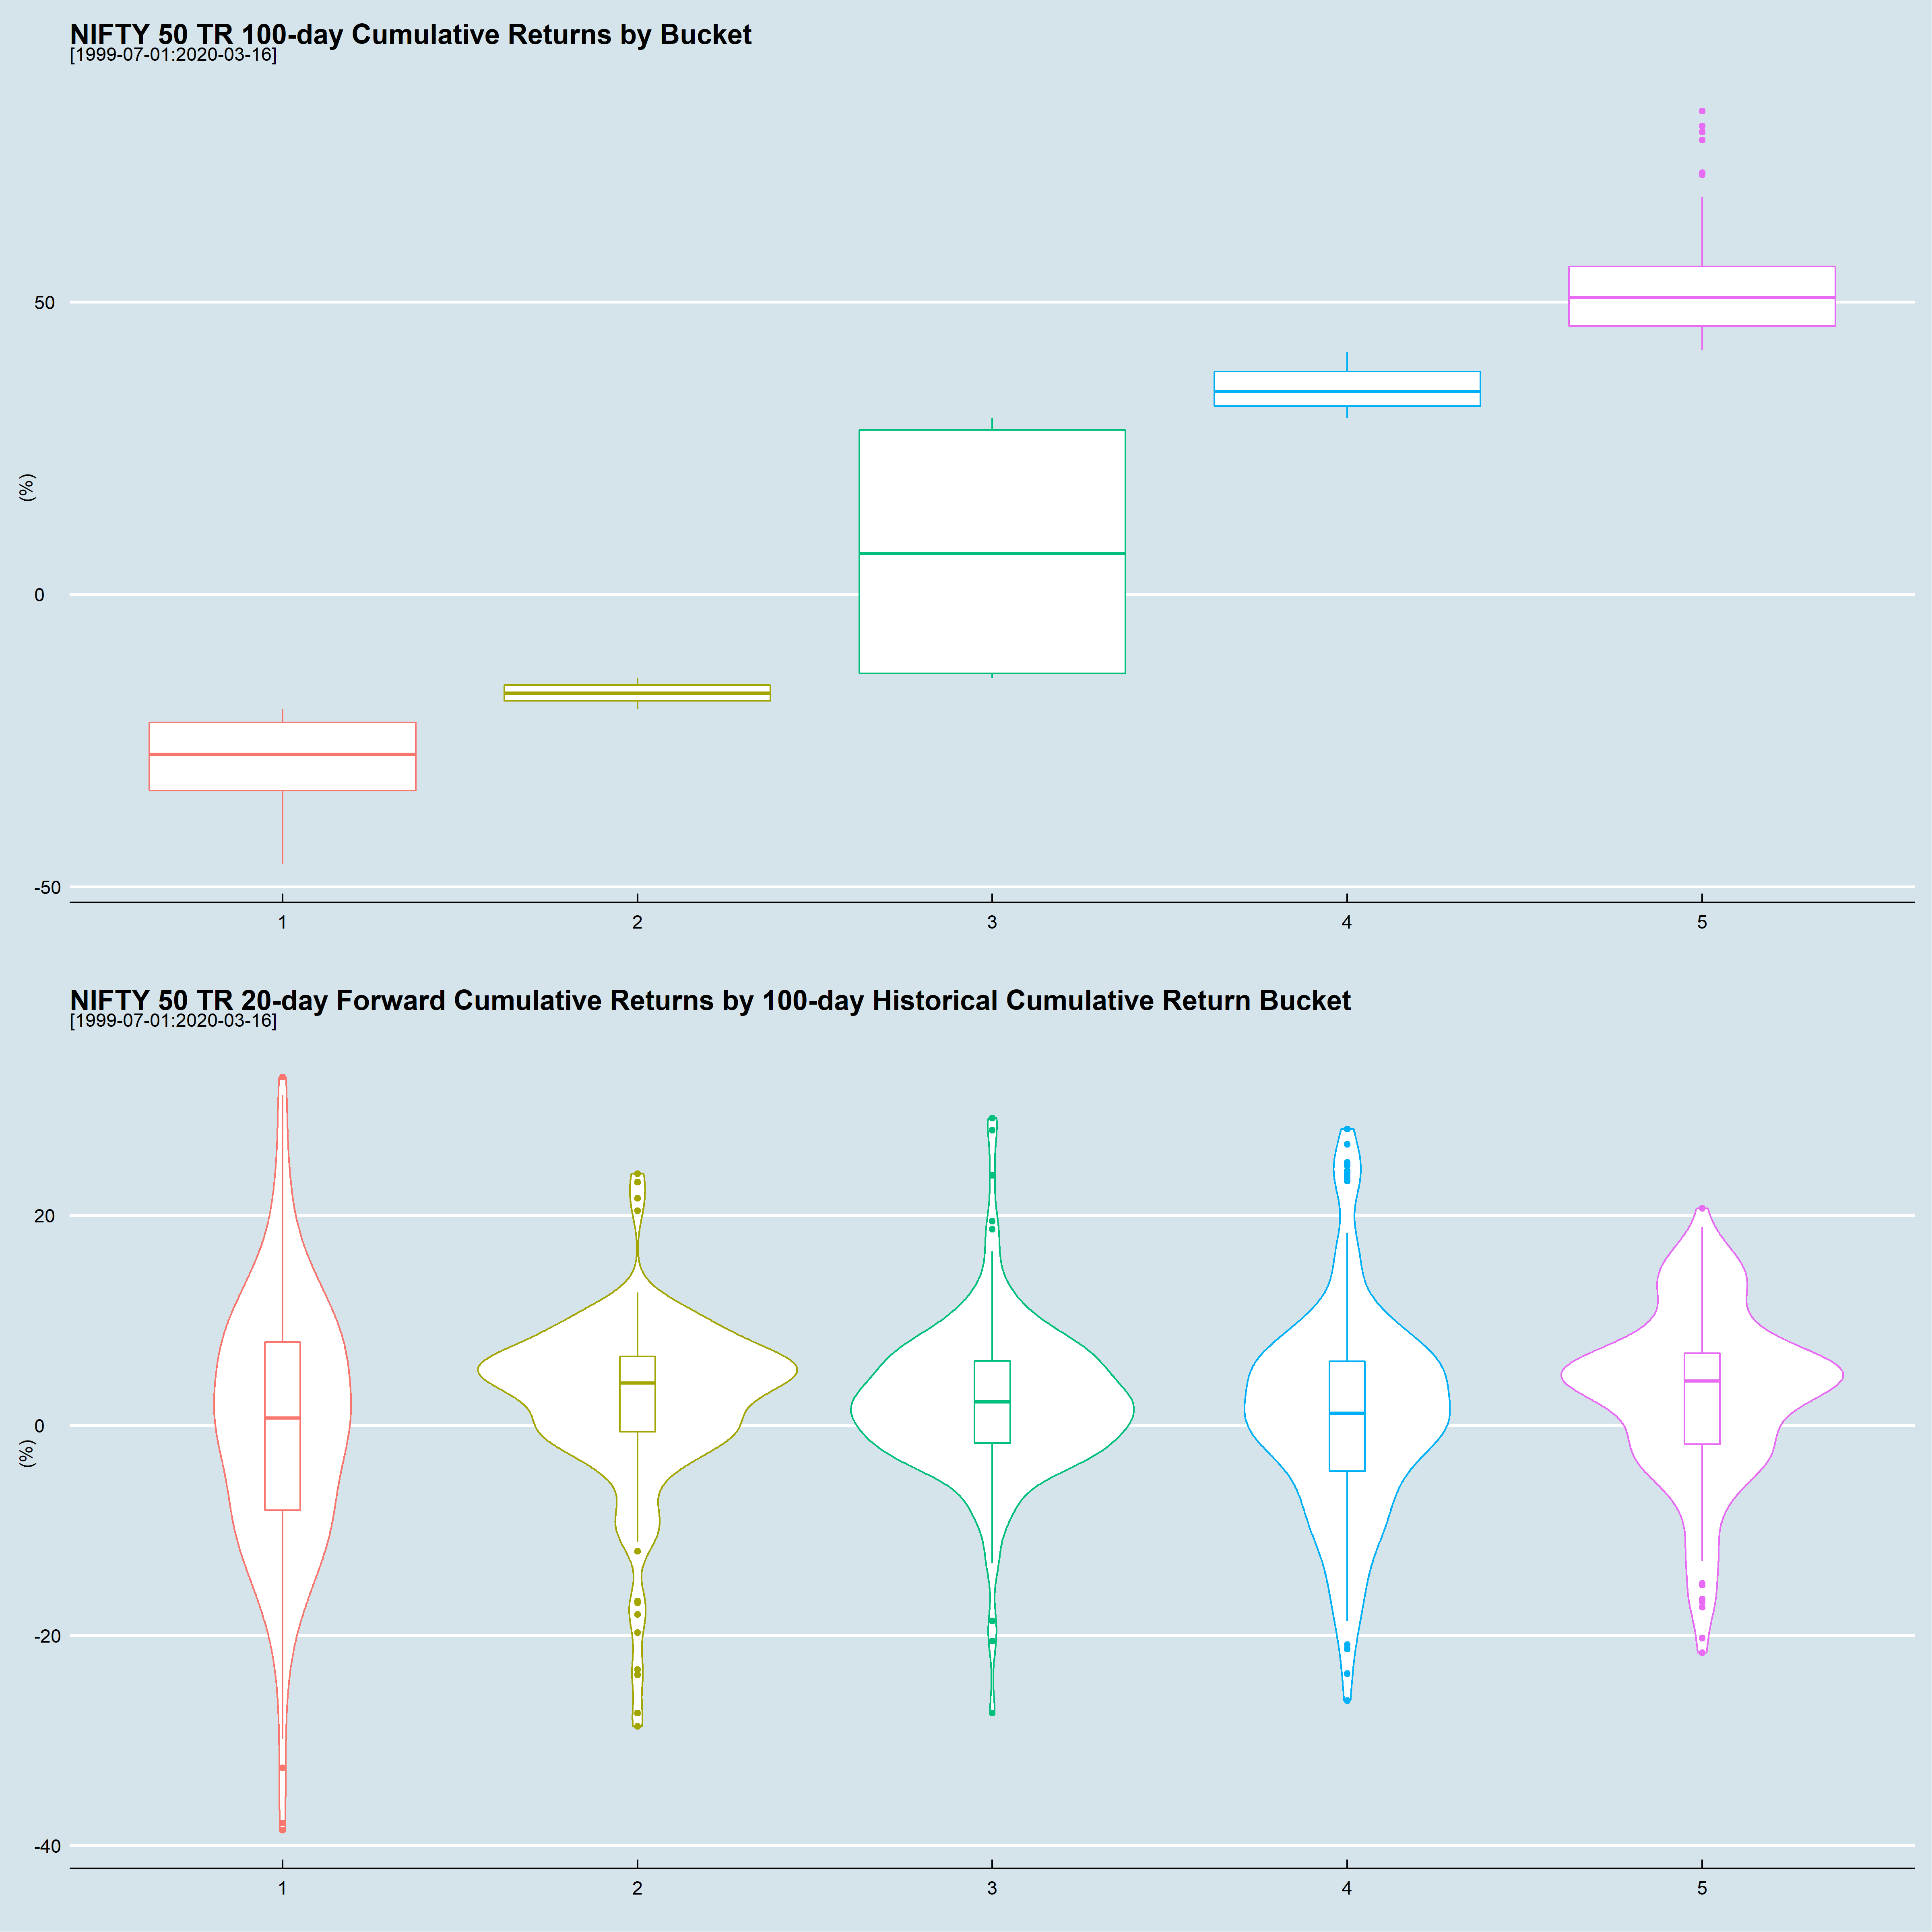 NIFTY 50 TR 100-day Cumulative Returns by Bucket
[1999-07-01:2020-03-16]
50
(%)
0
-50
1 2 3 4 5
NIFTY 50 TR 20-day Forward Cumulative Returns by 100-day Historical Cumulative Return Bucket
[1999-07-01:2020-03-16]
20
0
(%)
-20
-40
1 2 3 4 5